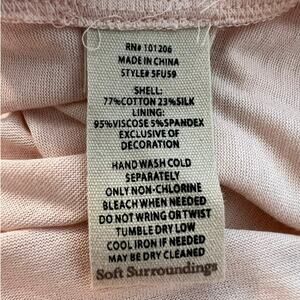 RN# 101206
MADE IN CHINA
STYLE# 5FU59
SHELL:
77%COTTON 23%SILK
LINING:
95%VISCOSE 5%SPANDEX
EXCLUSIVE OF
DECORATION
HAND WASH COLD
SEPARATELY
ONLY NON-CHLORINE
BLEACH WHEN NEEDED
DO NOT WRING OR TWIST
TUMBLE DRY LOW
COOL IRON IF NEEDED
MAY BE DRY CLEANED
Soft Surroundings